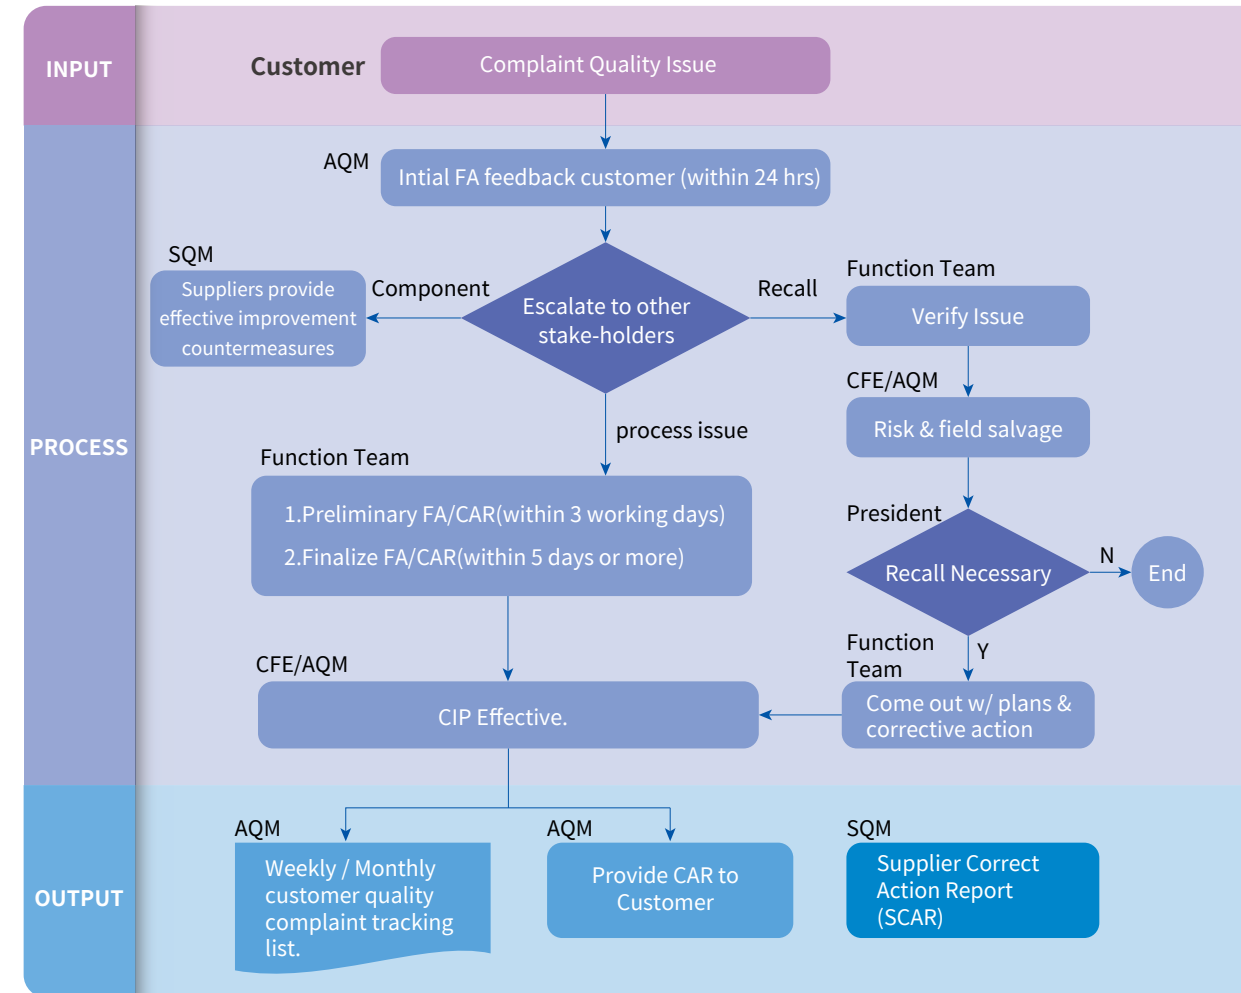 INPUT
Customer
Complaint Quality Issue
PROCESS
AQM
Intial FA feedback customer (within 24 hrs)
SQM
Suppliers provide
effective improvement
countermeasures
Component
Escalate to other
stake-holders
Recall
Function Team
Verify Issue
CFE/AQM
Risk & field salvage
process issue
Function Team
1.Preliminary FA/CAR(within 3 working days)
2.Finalize FA/CAR(within 5 days or more)
President
Recall Necessary
N
End
Y
Function
Team
Come out w/ plans &
corrective action
CFE/AQM
CIP Effective.
OUTPUT
AQM
Weekly / Monthly
customer quality
complaint tracking
list.
AQM
Provide CAR to
Customer
SQM
Supplier Correct
Action Report
(SCAR)